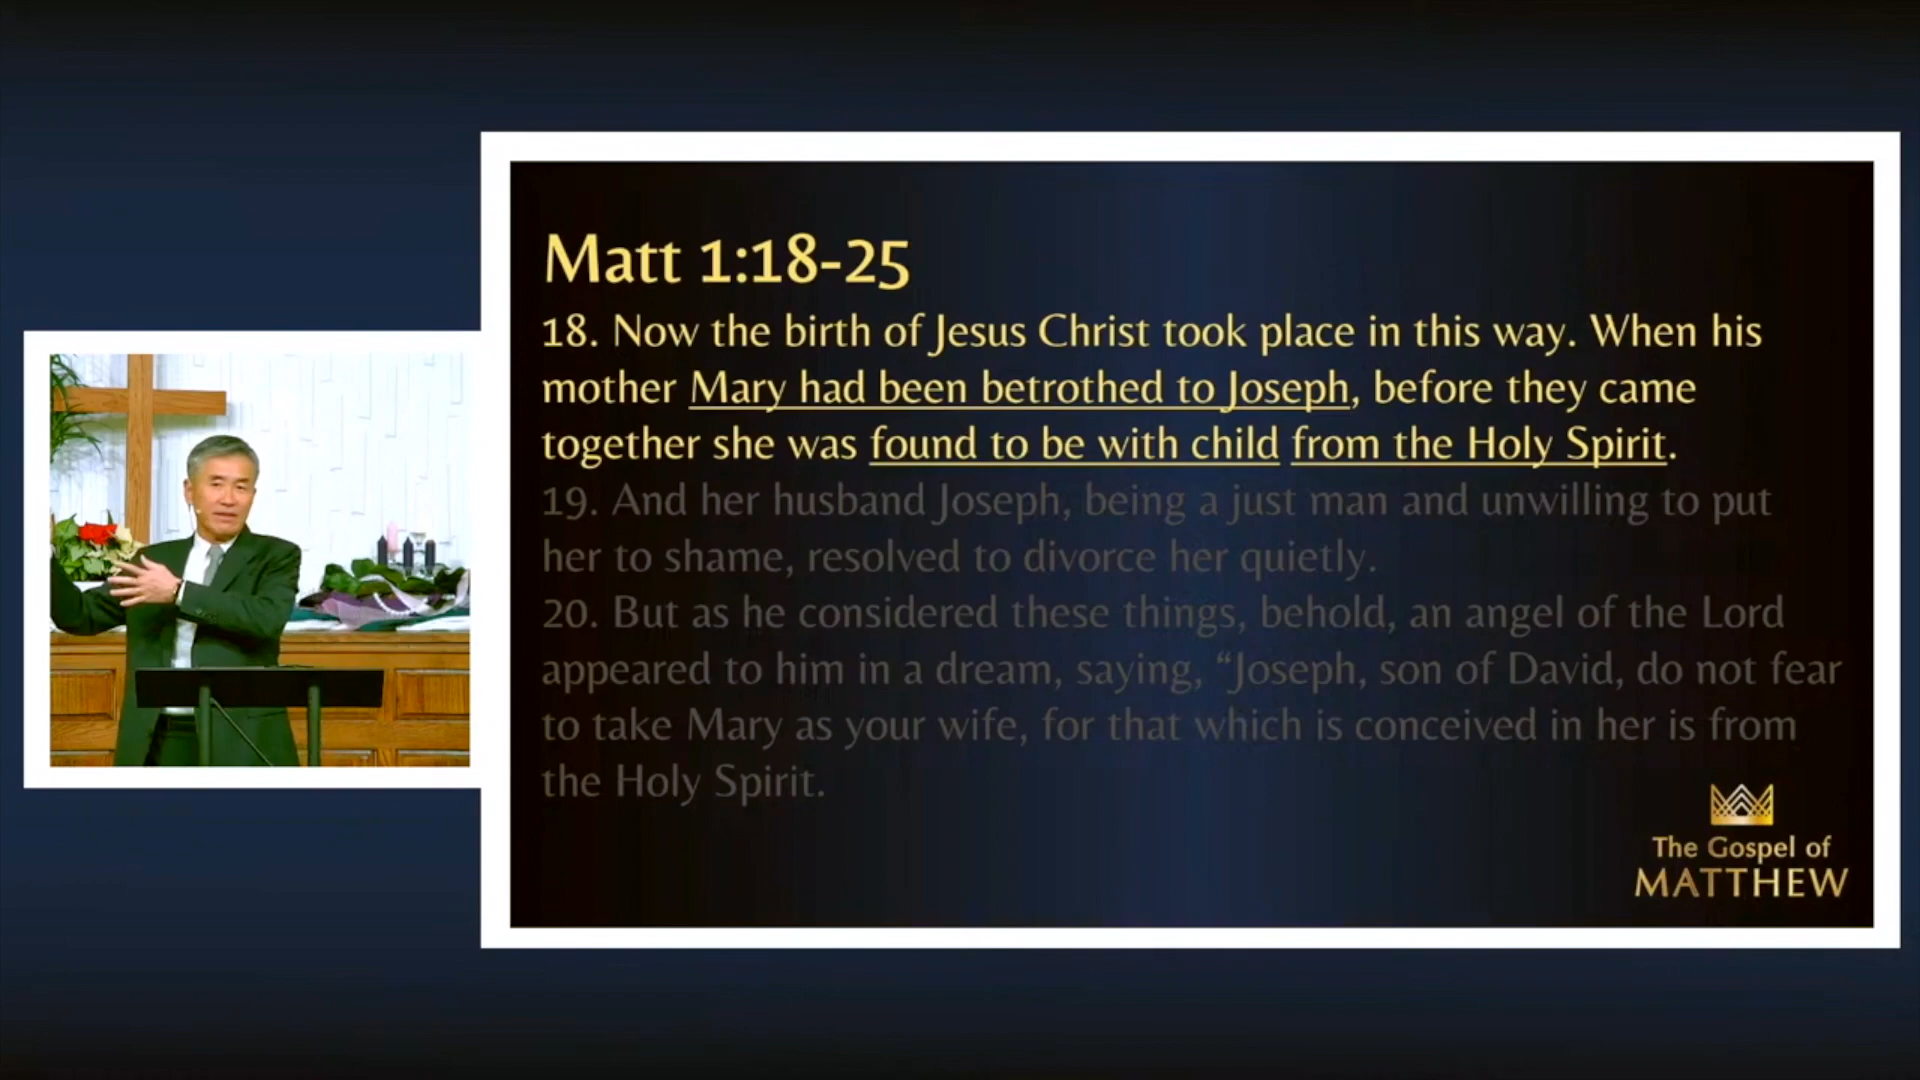 Matt 1:18-25
18. Now the birth of Jesus Christ took place in this way. When his
mother Mary had been betrothed to Joseph, before they came
together she was found to be with child from the Holy Spirit.
19. And her husband Joseph, being a just man and unwilling to put
her to shame, resolved to divorce her quietly.
20. But as he considered these things, behold, an angel of the Lord
appeared to him in a dream, saying, “Joseph, son of David, do not fear
to take Mary as your wife, for that which is conceived in her is from
the Holy Spirit.
The Gospel of
MATTHEW